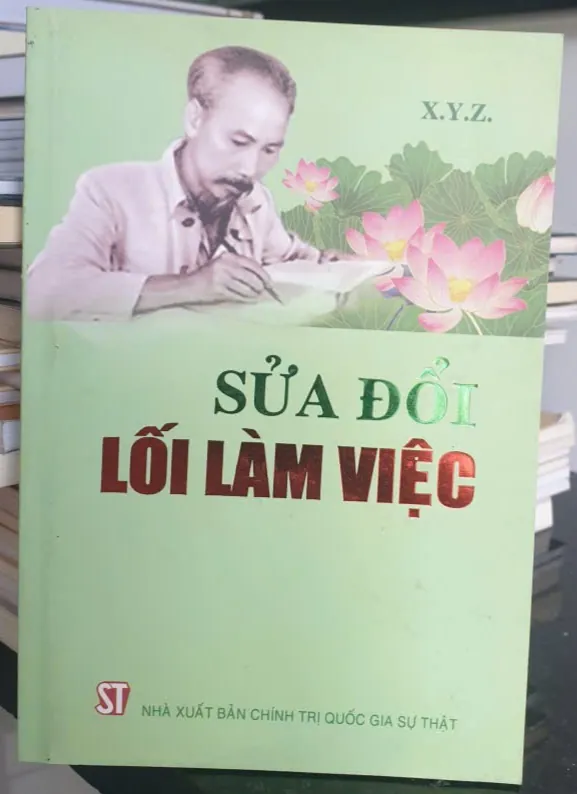 X.Y.Z.
SỬA ĐỔI
LỐI LÀM VIỆC
ST
NHÀ XUẤT BẢN CHÍNH TRỊ QUỐC GIA SỰ THẬT